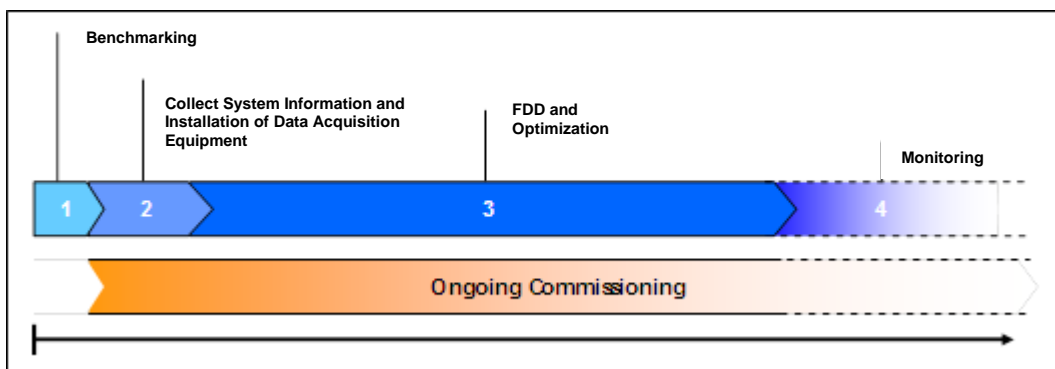 Benchmarking
Collect System Information and
Installation of Data Acquisition
Equipment
FDD and
Optimization
Monitoring
1
2
3
4
Ongoing Commissioning